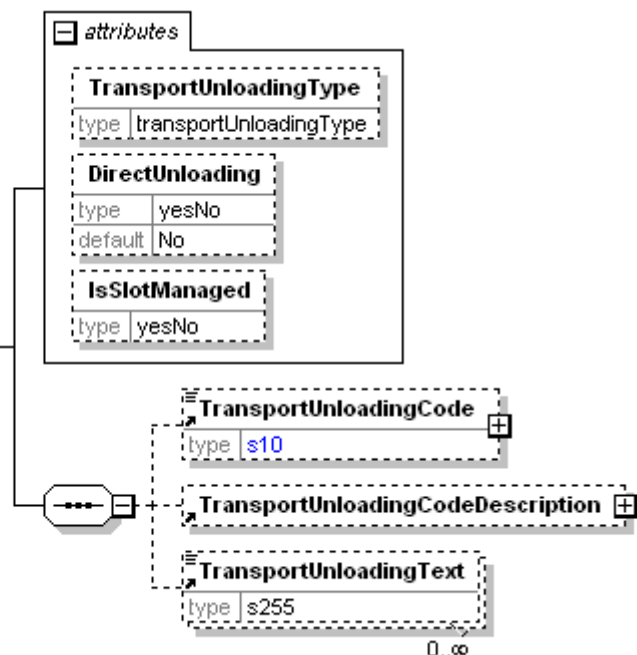 attributes
TransportUnloadingType
type transportUnloadingType
DirectUnloading
type yesNo
default No
IsSlotManaged
type yesNo
TransportUnloadingCode
type s10
TransportUnloadingCodeDescription
TransportUnloadingText
type s255
0..∞